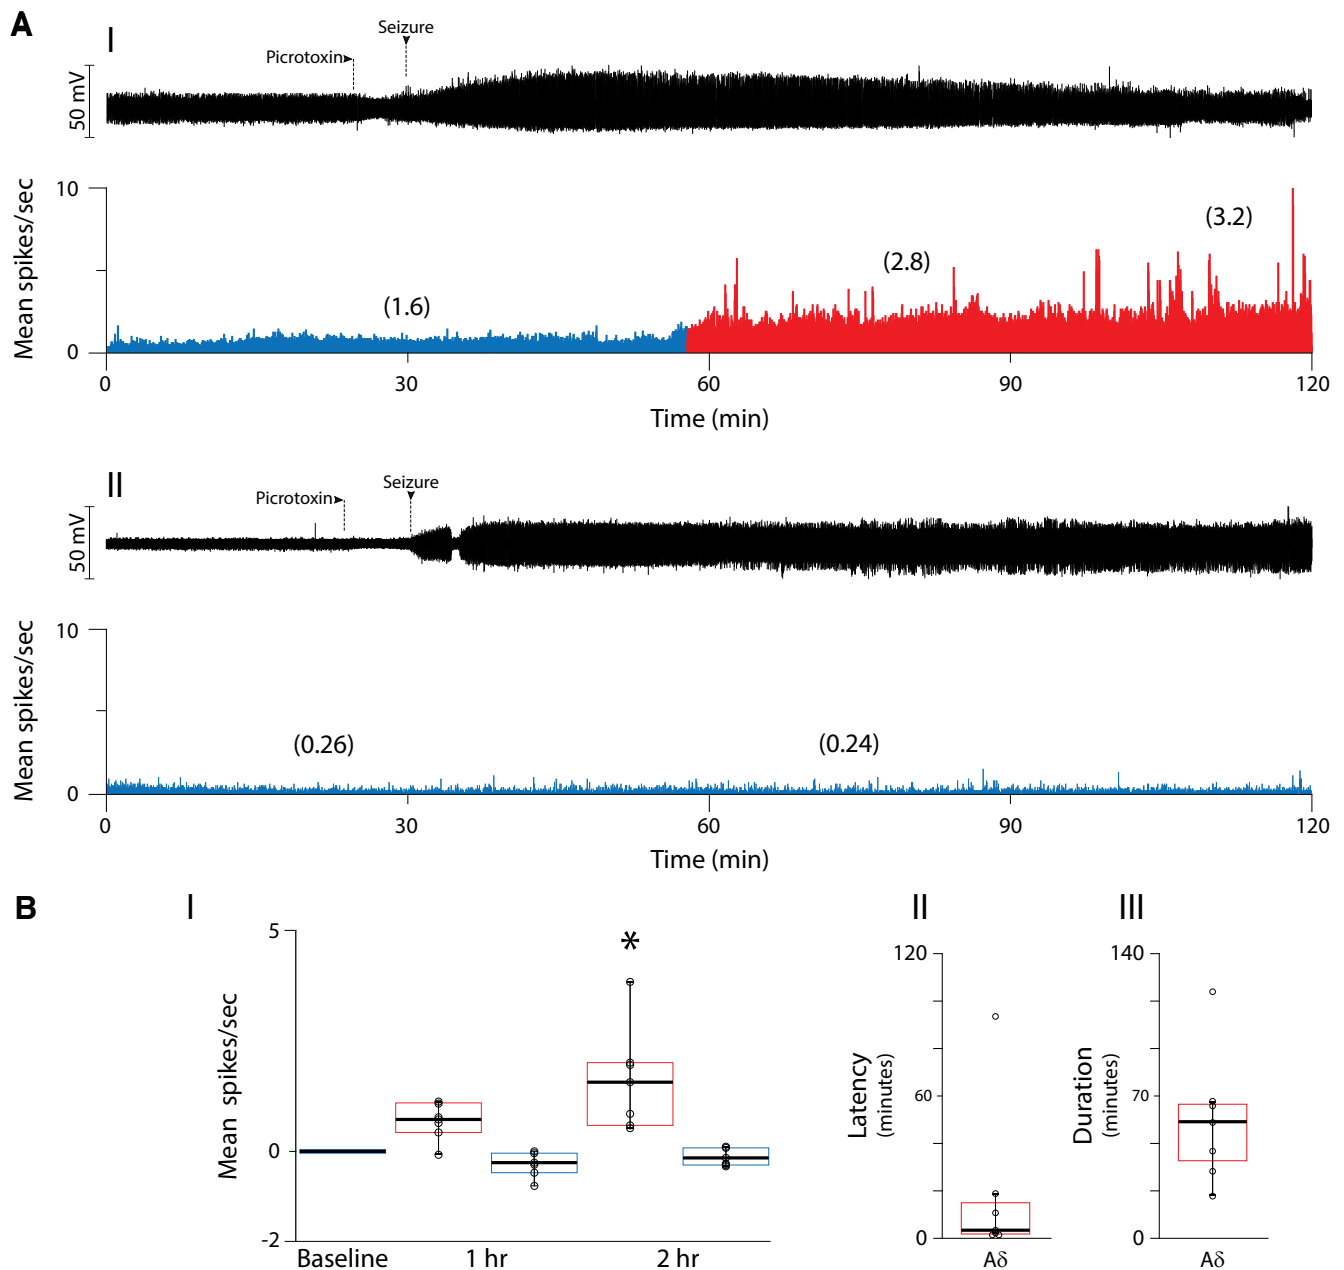 A
I
Seizure
Picrotoxin
50 mV
Mean spikes/sec
10
0
(1.6)
(2.8)
(3.2)
0 30 60 90 120
Time (min)
II
Seizure
Picrotoxin
50 mV
Mean spikes/sec
10
0
(0.26)
(0.24)
0 30 60 90 120
Time (min)
B
I
Mean spikes/sec
5
0
-2
*
Baseline 1 hr 2 hr
II
Latency
(minutes)
120
60
0
Aδ
III
Duration
(minutes)
140
70
0
Aδ